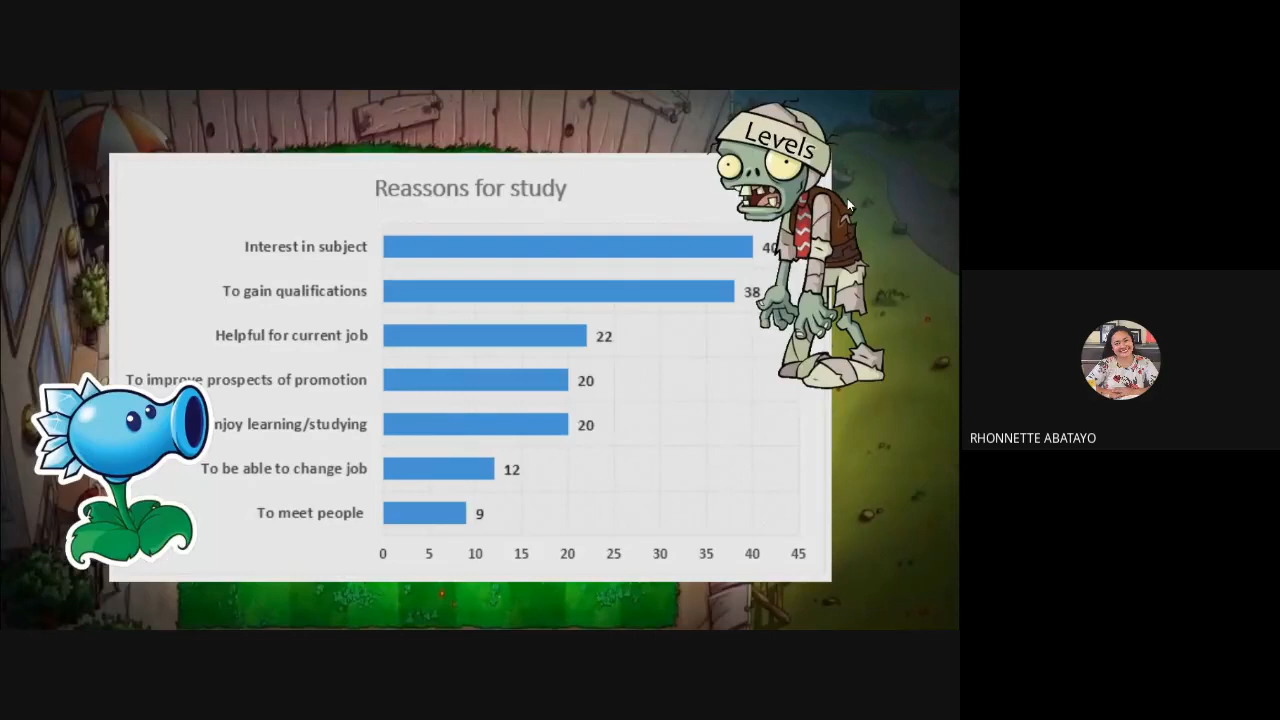 Levels
Reassons for study
Interest in subject 40
To gain qualifications 38
Helpful for current job 22
To improve prospects of promotion 20
learning/studying 20
To be able to change job 12
To meet people 9
0 5 10 15 20 25 30 35 40 45
RHONNETTE ABATAYO